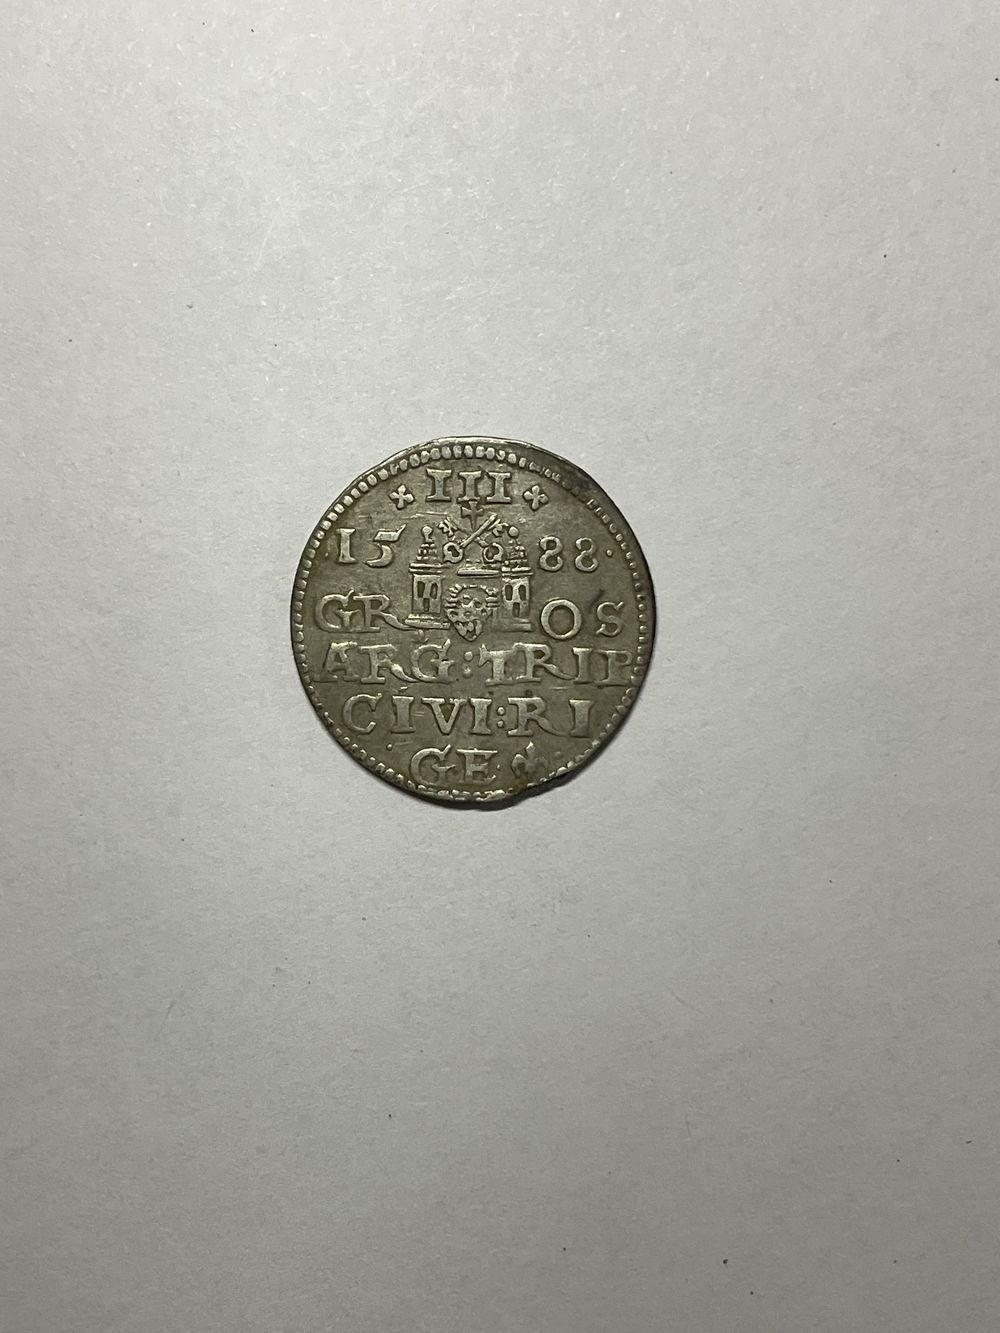 III
15 88·
GR OS
ARG:TRIP
CIVI:RI
GE